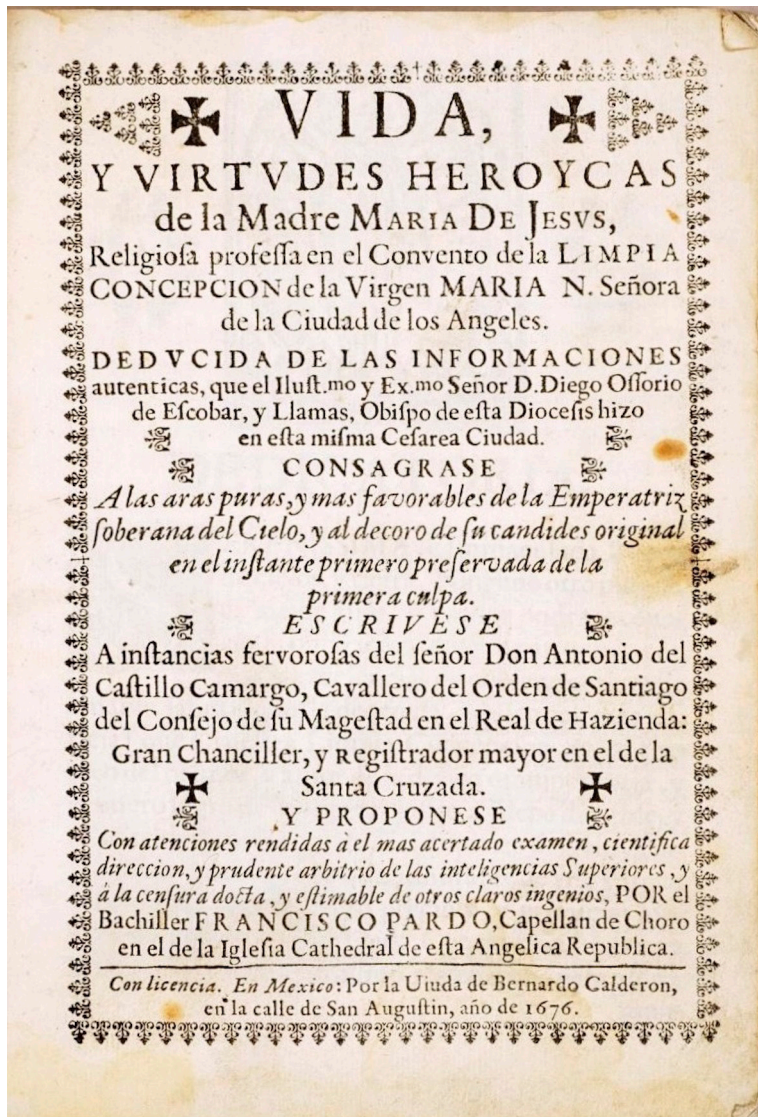 VIDA,
Y VIRTVDES HEROYCAS
de la Madre MARIA DE JESVS,
Religioſa profeſſa en el Convento de la LIMPIA
CONCEPCION de la Virgen MARIA N. Señora
de la Ciudad de los Angeles.
DEDVCIDA DE LAS INFORMACIONES
autenticas, que el Iluſt.mo y Ex.mo Señor D.Diego Oſſorio
de Eſcobar, y Llamas, Obiſpo de eſta Diocesis hizo
en eſta miſma Ceſarea Ciudad.
CONSAGRASE
A las aras puras,y mas favorables de la Emperatriz
ſoberana del Cielo, y al decoro de ſu candides original
en el inſtante primero preſervada de la
primera culpa.
ESCRIVESE
A inſtancias fervoroſas del ſeñor Don Antonio del
Caſtillo Camargo, Cavallero del Orden de Santiago
del Conſejo de ſu Mageſtad en el Real de Hazienda:
Gran Chanciller, y Regiſtrador mayor en el de la
Santa Cruzada.
Y PROPONESE
Con atenciones rendidas à el mas acertado examen, cientifica
direccion,y prudente arbitrio de las inteligencias Superiores ,y
á la cenſura docta ,y eſtimable de otros claros ingenios, POR el
Bachiller FRANCISCO PARDO, Capellan de Choro
en el de la Igleſia Cathedral de eſta Angelica Republica.
Con licencia. En Mexico: Por la Uiuda de Bernardo Calderon,
en la calle de San Auguſtin, año de 1676.